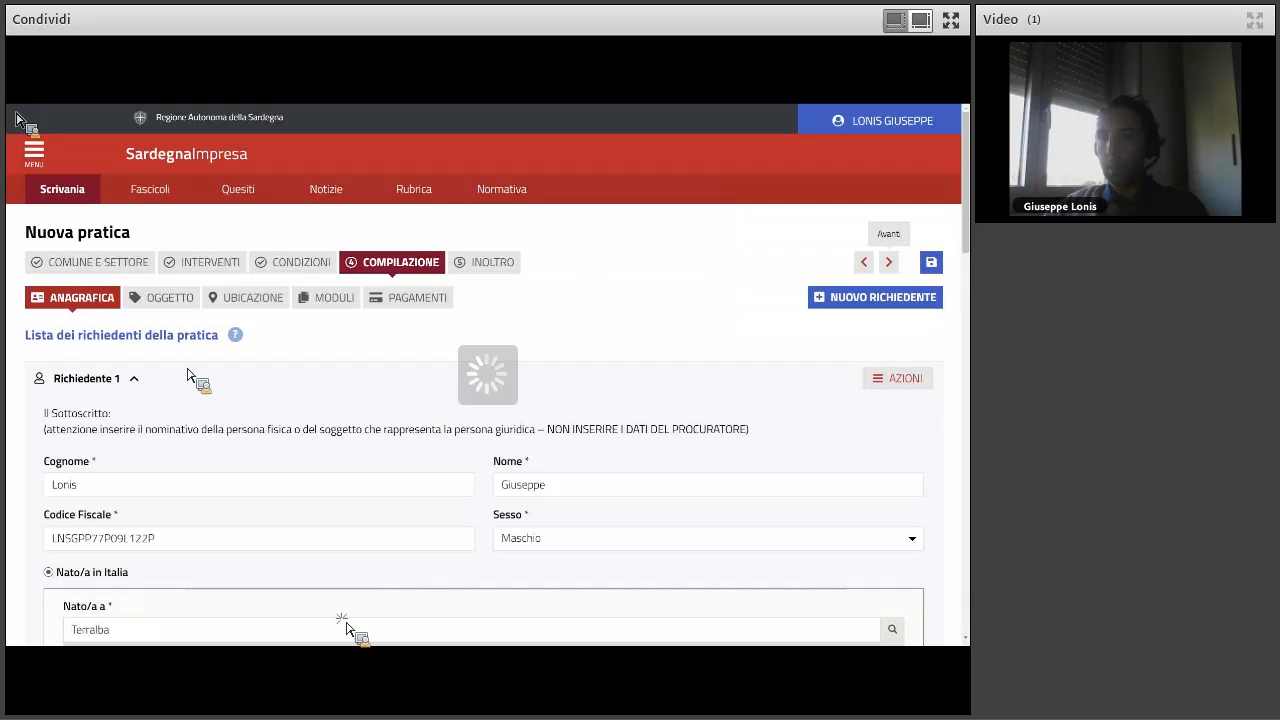 Condividi
Video (1)
Giuseppe Lonis
Regione Autonoma della Sardegna
LONIS GIUSEPPE
MENU
SardegnaImpresa
Scrivania Fascicoli Quesiti Notizie Rubrica Normativa
Nuova pratica
Avanti
COMUNE E SETTORE INTERVENTI CONDIZIONI 4 COMPILAZIONE 5 INOLTRO
ANAGRAFICA OGGETTO UBICAZIONE MODULI PAGAMENTI NUOVO RICHIEDENTE
Lista dei richiedenti della pratica ?
Richiedente 1 AZIONI
Il Sottoscritto:
(attenzione inserire il nominativo della persona fisica o del soggetto che rappresenta la persona giuridica – NON INSERIRE I DATI DEL PROCURATORE)
Cognome * Nome *
Lonis Giuseppe
Codice Fiscale * Sesso *
LNSGPP77P09L122P Maschio
Nato/a in Italia
Nato/a a *
Terralba